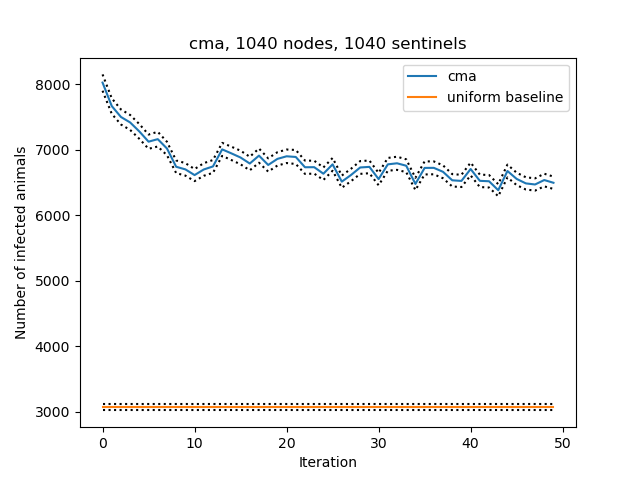 cma, 1040 nodes, 1040 sentinels
cma
uniform baseline
Number of infected animals
8000
7000
6000
5000
4000
3000
0 10 20 30 40 50
Iteration